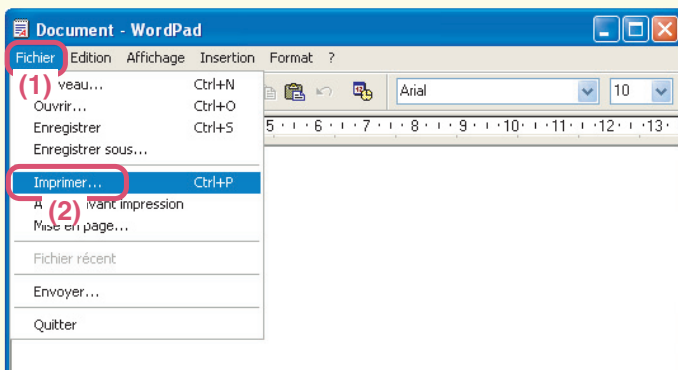 Document - WordPad
Fichier Edition Affichage Insertion Format ?
(1)
veau... Ctrl+N
Arial 10
Ouvrir... Ctrl+O
Enregistrer Ctrl+S
5 · ı · 6 · ı · 7 · ı · 8 · ı · 9 · ı · 10 · ı · 11 · ı · 12 · ı · 13 ·
Enregistrer sous...
Imprimer... Ctrl+P
(2)
A vant impression
Mise en page...
Fichier récent
Envoyer...
Quitter